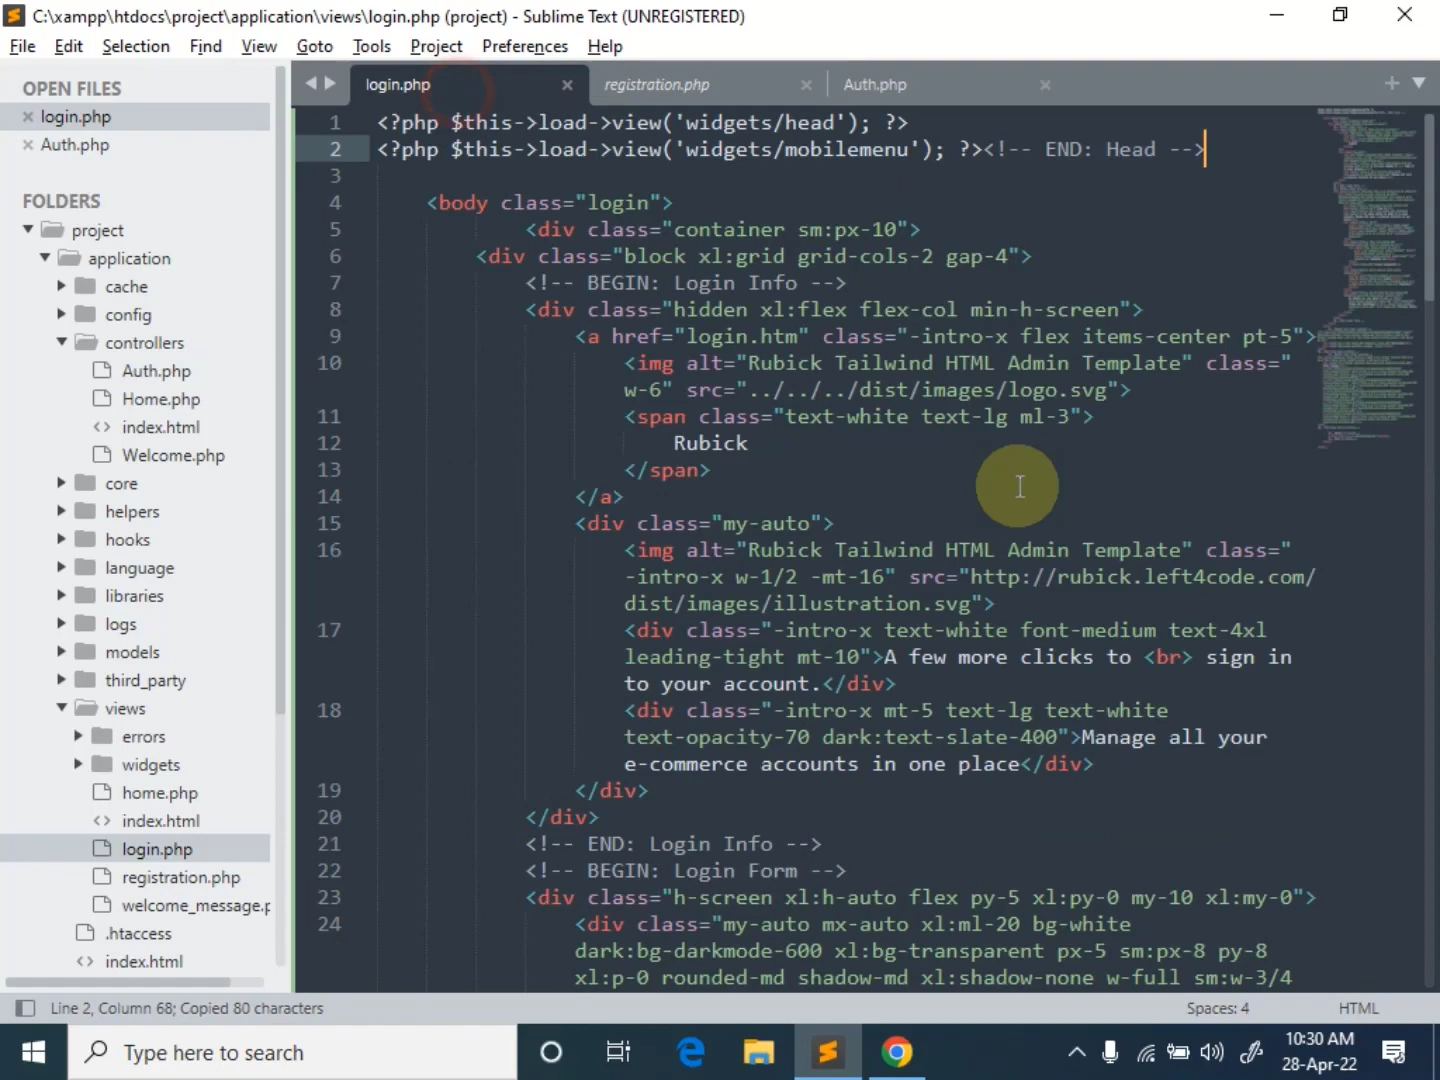 C:\xampp\htdocs\project\application\views\login.php (project) - Sublime Text (UNREGISTERED)
File Edit Selection Find View Goto Tools Project Preferences Help
OPEN FILES
login.php
Auth.php
FOLDERS
project
application
cache
config
controllers
Auth.php
Home.php
index.html
Welcome.php
core
helpers
hooks
language
libraries
logs
models
third_party
views
errors
widgets
home.php
index.html
login.php
registration.php
welcome_message.p
.htaccess
index.html
login.php registration.php Auth.php
1 <?php $this->load->view('widgets/head'); ?>
2 <?php $this->load->view('widgets/mobilemenu'); ?><!-- END: Head -->
3
4 <body class="login">
5 <div class="container sm:px-10">
6 <div class="block xl:grid grid-cols-2 gap-4">
7 <!-- BEGIN: Login Info -->
8 <div class="hidden xl:flex flex-col min-h-screen">
9 <a href="login.htm" class="-intro-x flex items-center pt-5">
10 <img alt="Rubick Tailwind HTML Admin Template" class="
w-6" src="../../../dist/images/logo.svg">
11 <span class="text-white text-lg ml-3">
12 Rubick
13 </span>
14 </a>
15 <div class="my-auto">
16 <img alt="Rubick Tailwind HTML Admin Template" class="
-intro-x w-1/2 -mt-16" src="http://rubick.left4code.com/
dist/images/illustration.svg">
17 <div class="-intro-x text-white font-medium text-4xl
leading-tight mt-10">A few more clicks to <br> sign in
to your account.</div>
18 <div class="-intro-x mt-5 text-lg text-white
text-opacity-70 dark:text-slate-400">Manage all your
e-commerce accounts in one place</div>
19 </div>
20 </div>
21 <!-- END: Login Info -->
22 <!-- BEGIN: Login Form -->
23 <div class="h-screen xl:h-auto flex py-5 xl:py-0 my-10 xl:my-0">
24 <div class="my-auto mx-auto xl:ml-20 bg-white
dark:bg-darkmode-600 xl:bg-transparent px-5 sm:px-8 py-8
xl:p-0 rounded-md shadow-md xl:shadow-none w-full sm:w-3/4
Line 2, Column 68; Copied 80 characters Spaces: 4 HTML
Type here to search
10:30 AM
28-Apr-22